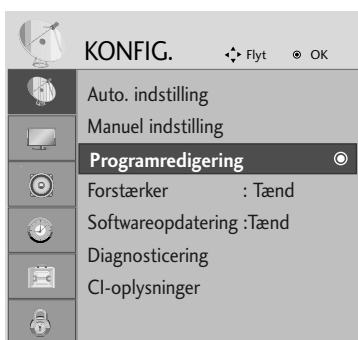 KONFIG. Flyt OK
Auto. indstilling
Manuel indstilling
Programredigering
Forstærker : Tænd
Softwareopdatering :Tænd
Diagnosticering
CI-oplysninger